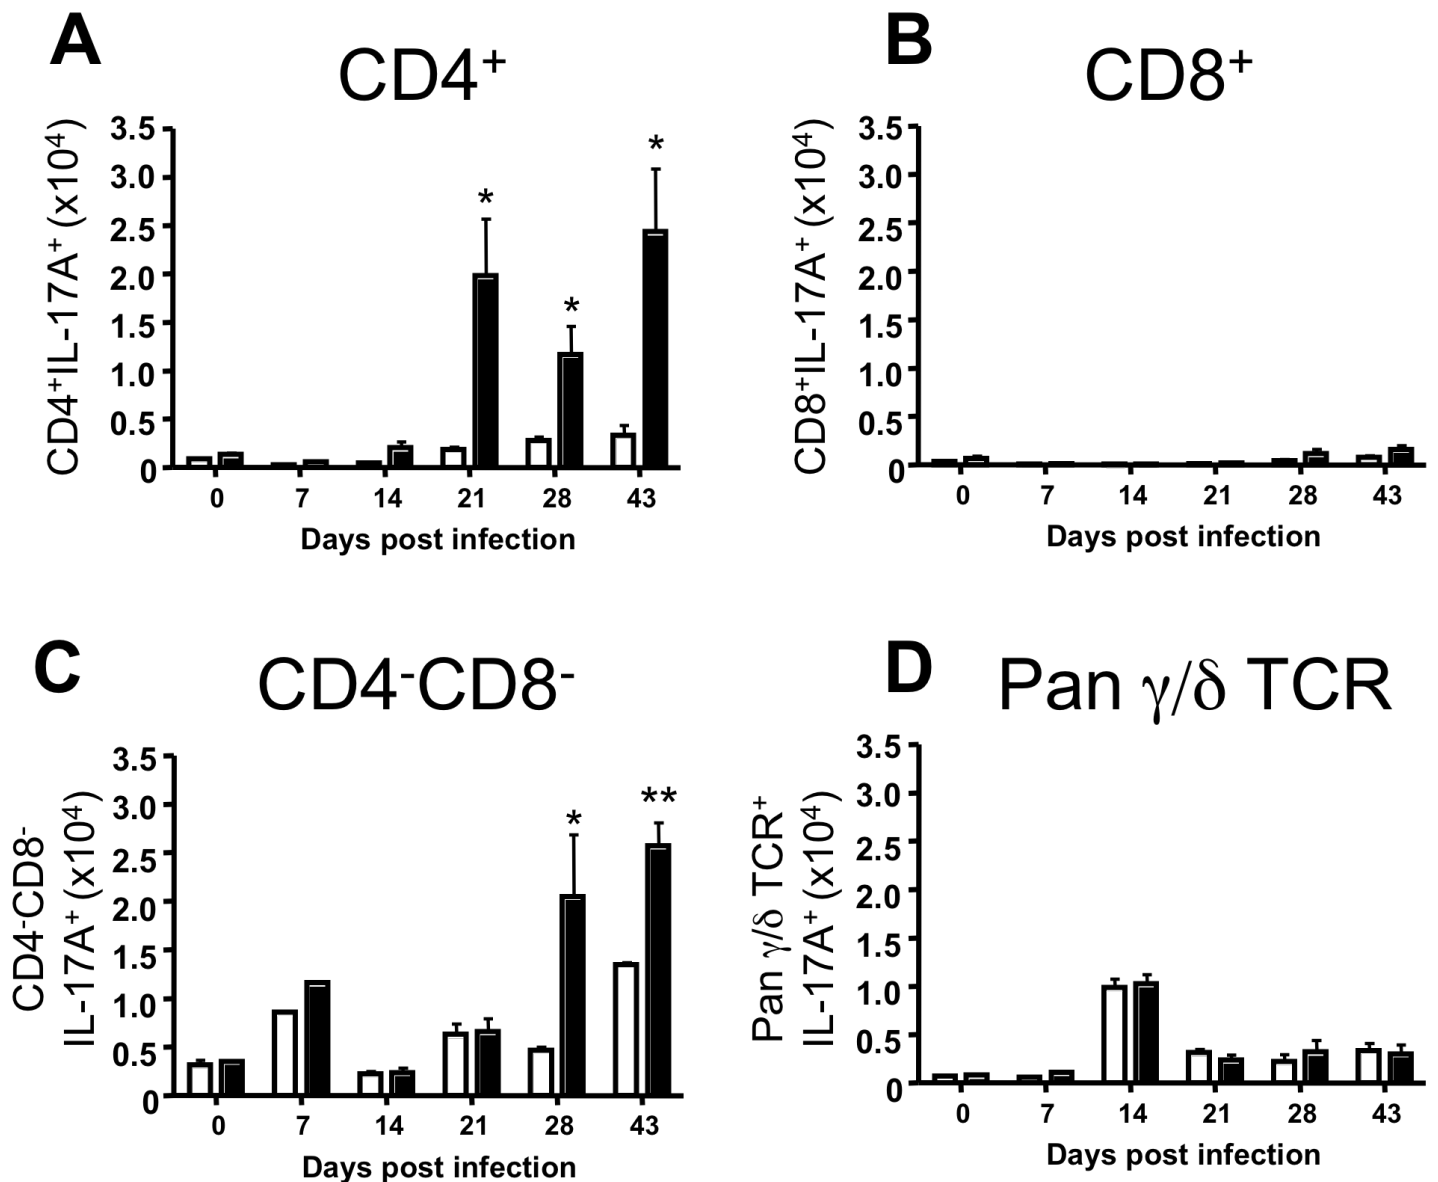 A
CD4⁺
CD4⁺IL-17A⁺ (x10⁴)
3.5
3.0
2.5
2.0
1.5
1.0
0.5
0
*
*
*
0 7 14 21 28 43
Days post infection
B
CD8⁺
CD8⁺IL-17A⁺ (x10⁴)
3.5
3.0
2.5
2.0
1.5
1.0
0.5
0
0 7 14 21 28 43
Days post infection
C
CD4⁻CD8⁻
CD4⁻CD8⁻
IL-17A⁺ (x10⁴)
3.5
3.0
2.5
2.0
1.5
1.0
0.5
0
*
**
0 7 14 21 28 43
Days post infection
D
Pan γ/δ TCR
Pan γ/δ TCR⁺
IL-17A⁺ (x10⁴)
3.5
3.0
2.5
2.0
1.5
1.0
0.5
0
0 7 14 21 28 43
Days post infection